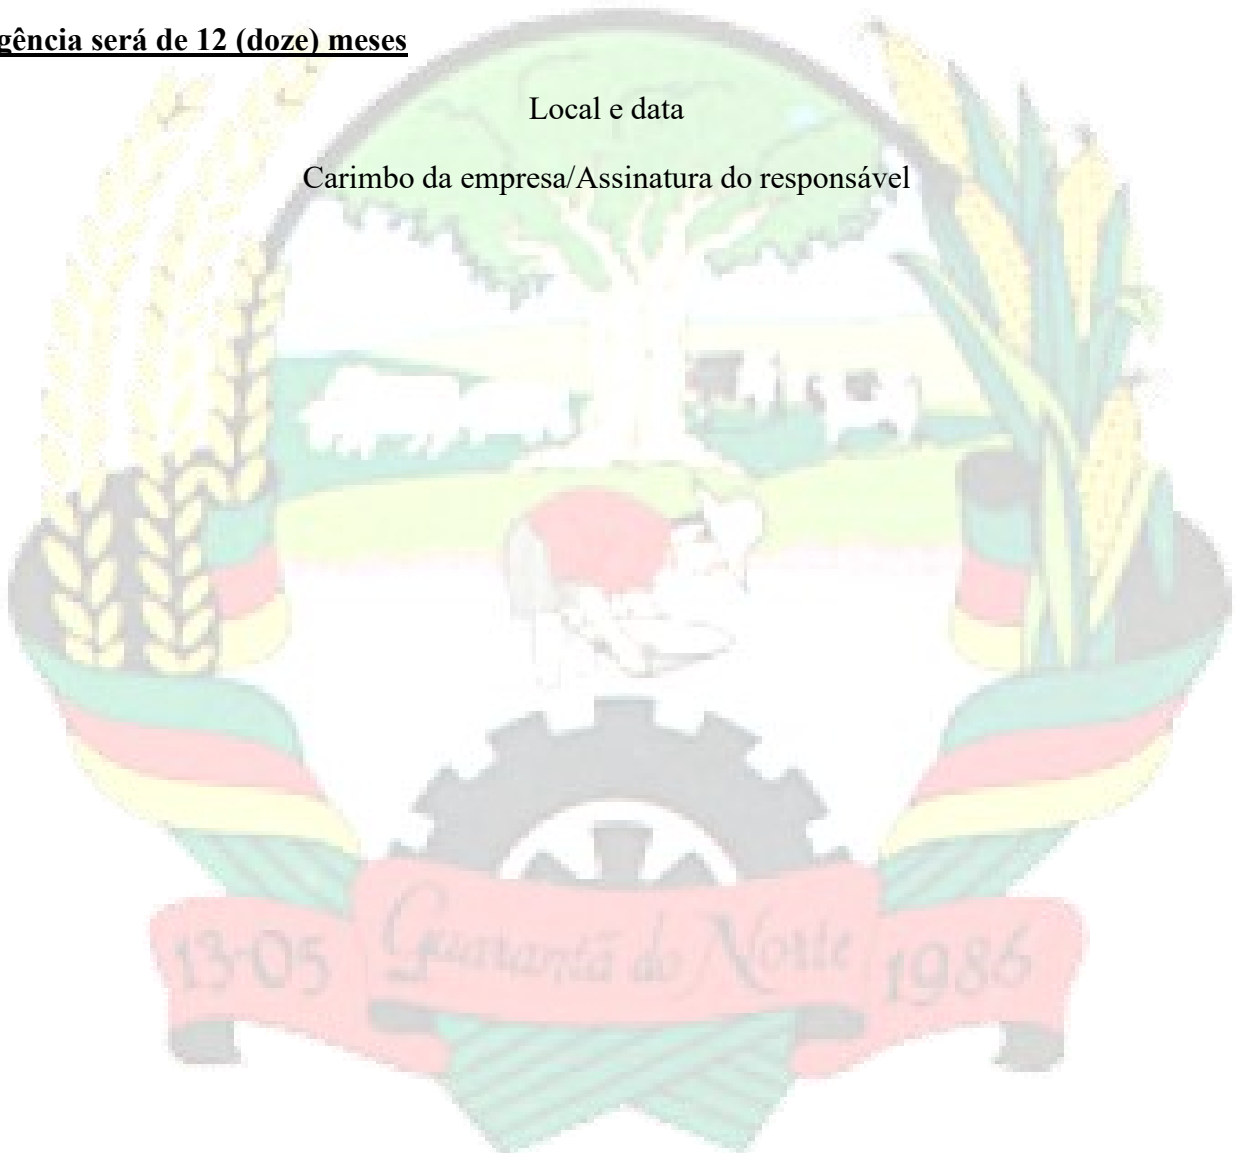 gência será de 12 (doze) meses
Local e data
Carimbo da empresa/Assinatura do responsável
13-05 Guarantã do Norte 1986